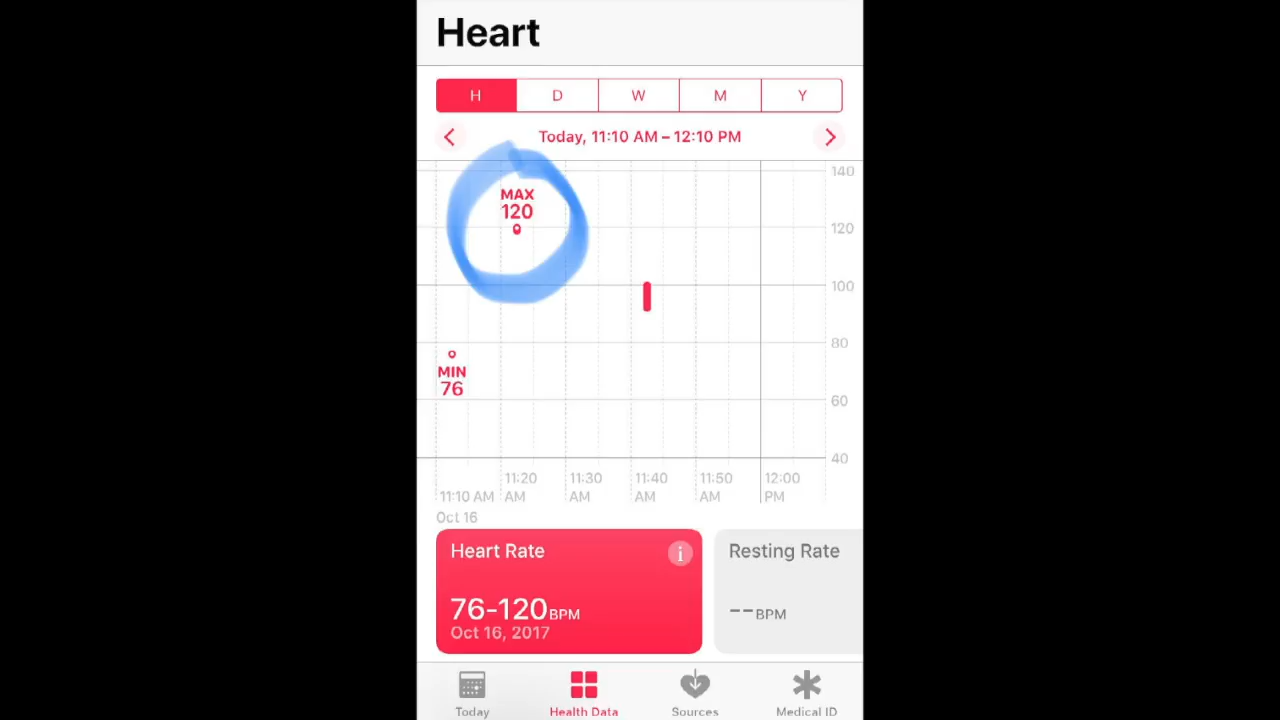 Heart
H D W M Y
Today, 11:10 AM – 12:10 PM
140
MAX
120
120
100
80
MIN
76
60
40
11:10 AM 11:20 AM 11:30 AM 11:40 AM 11:50 AM 12:00 PM
Oct 16
Heart Rate
i
76-120 BPM
Oct 16, 2017
Resting Rate
-- BPM
Today Health Data Sources Medical ID